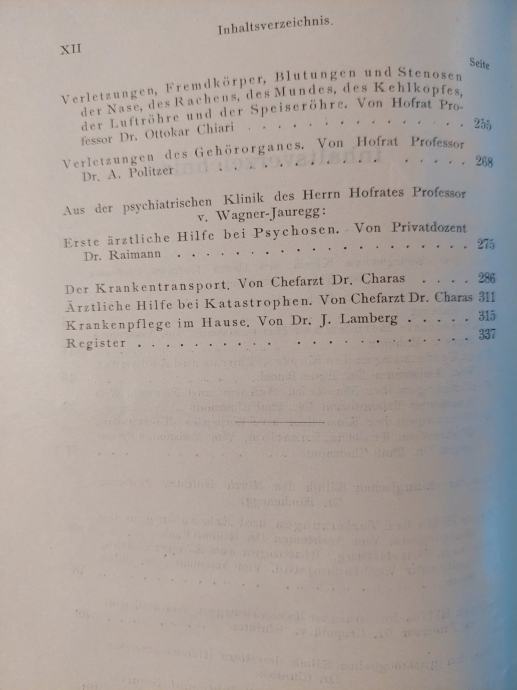 Inhaltsverzeichnis.
XII
Seite
Verletzungen, Fremdkörper, Blutungen und Stenosen
der Nase, des Rachens, des Mundes, des Kehlkopfes,
der Luftröhre und der Speiseröhre. Von Hofrat Pro-
fessor Dr. Ottokar Chiari . . . . . . . . . . . . 255
Verletzungen des Gehörorganes. Von Hofrat Professor
Dr. A. Politzer . . . . . . . . . . . . . . 268
Aus der psychiatrischen Klinik des Herrn Hofrates Professor
v. Wagner-Jauregg:
Erste ärztliche Hilfe bei Psychosen. Von Privatdozent
Dr. Raimann . . . . . . . . . . . . . . . . 275
Der Krankentransport. Von Chefarzt Dr. Charas . . . . 286
Ärztliche Hilfe bei Katastrophen. Von Chefarzt Dr. Charas 311
Krankenpflege im Hause. Von Dr. J. Lamberg . . . . . 315
Register . . . . . . . . . . . . . . . . . . . 337